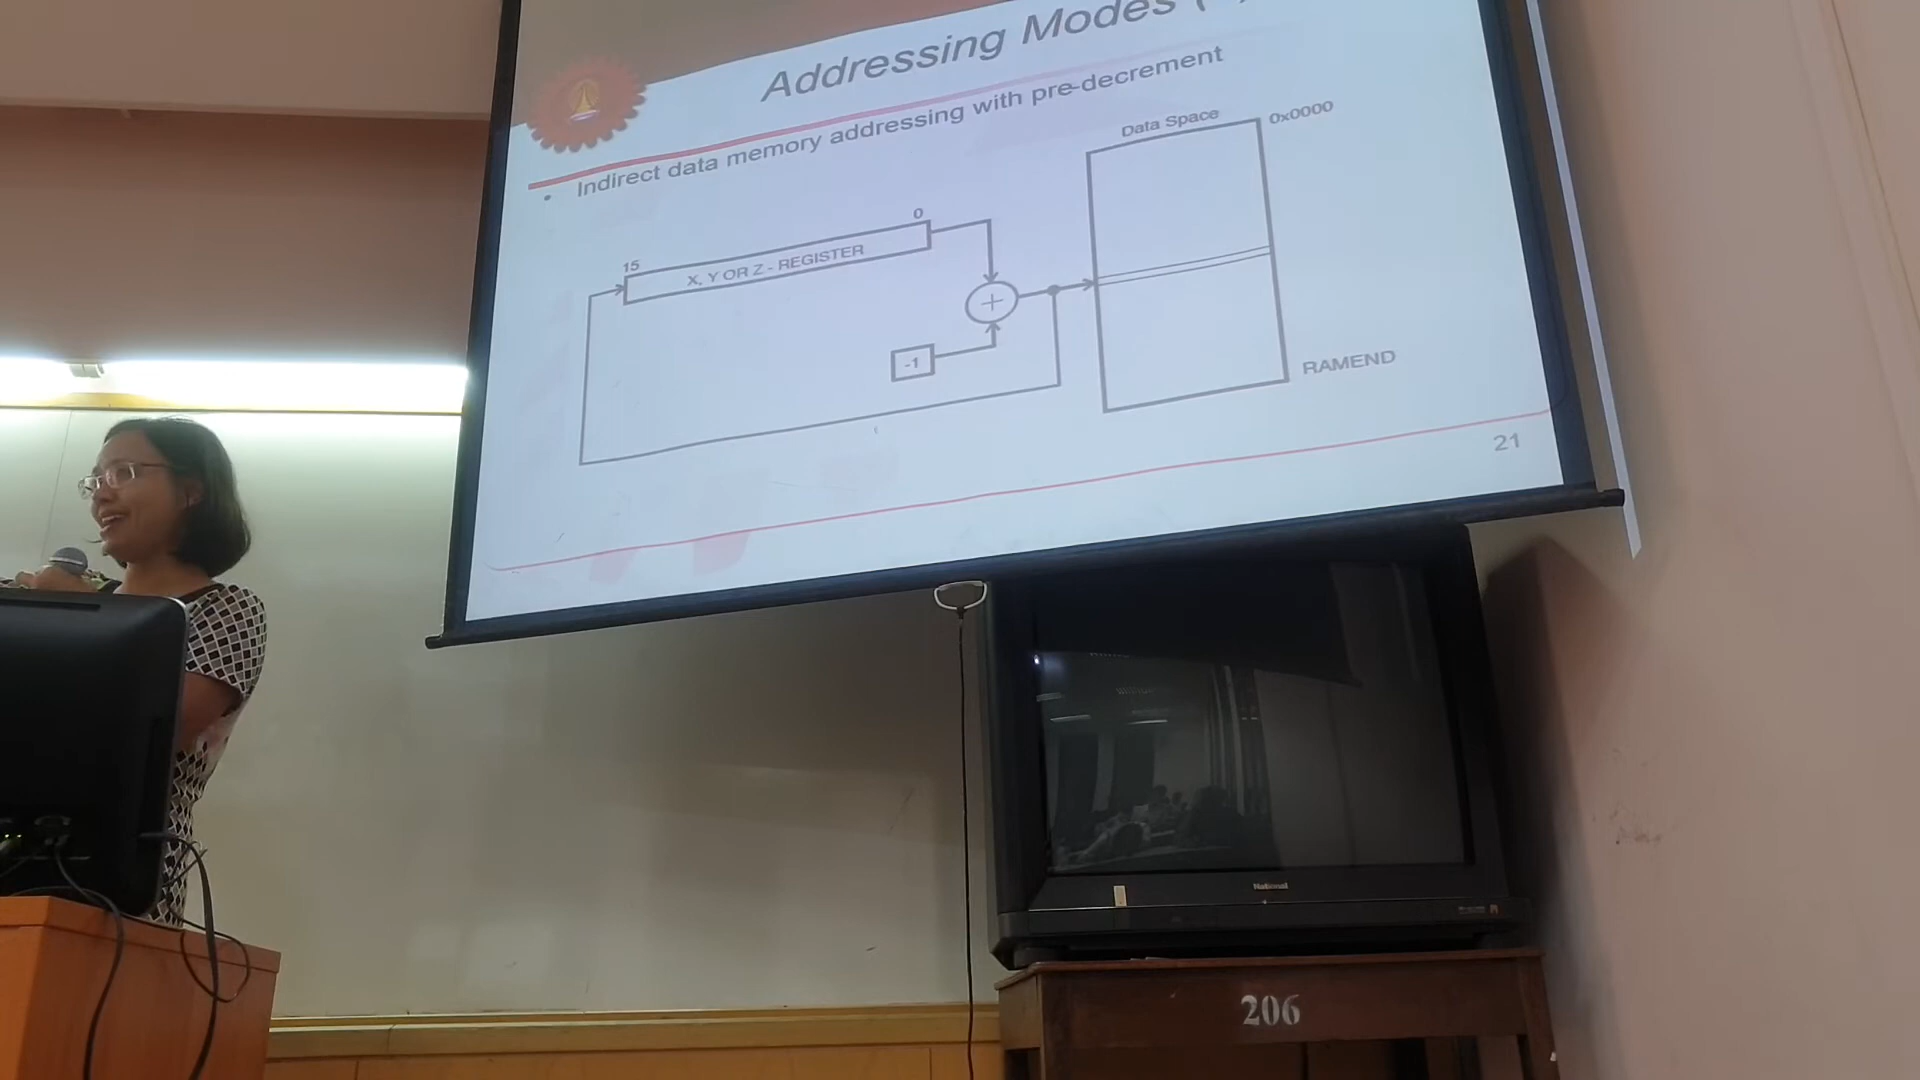 Addressing Modes
• Indirect data memory addressing with pre-decrement
Data Space
0x0000
0
15
X, Y OR Z - REGISTER
+
-1
RAMEND
21
National
206